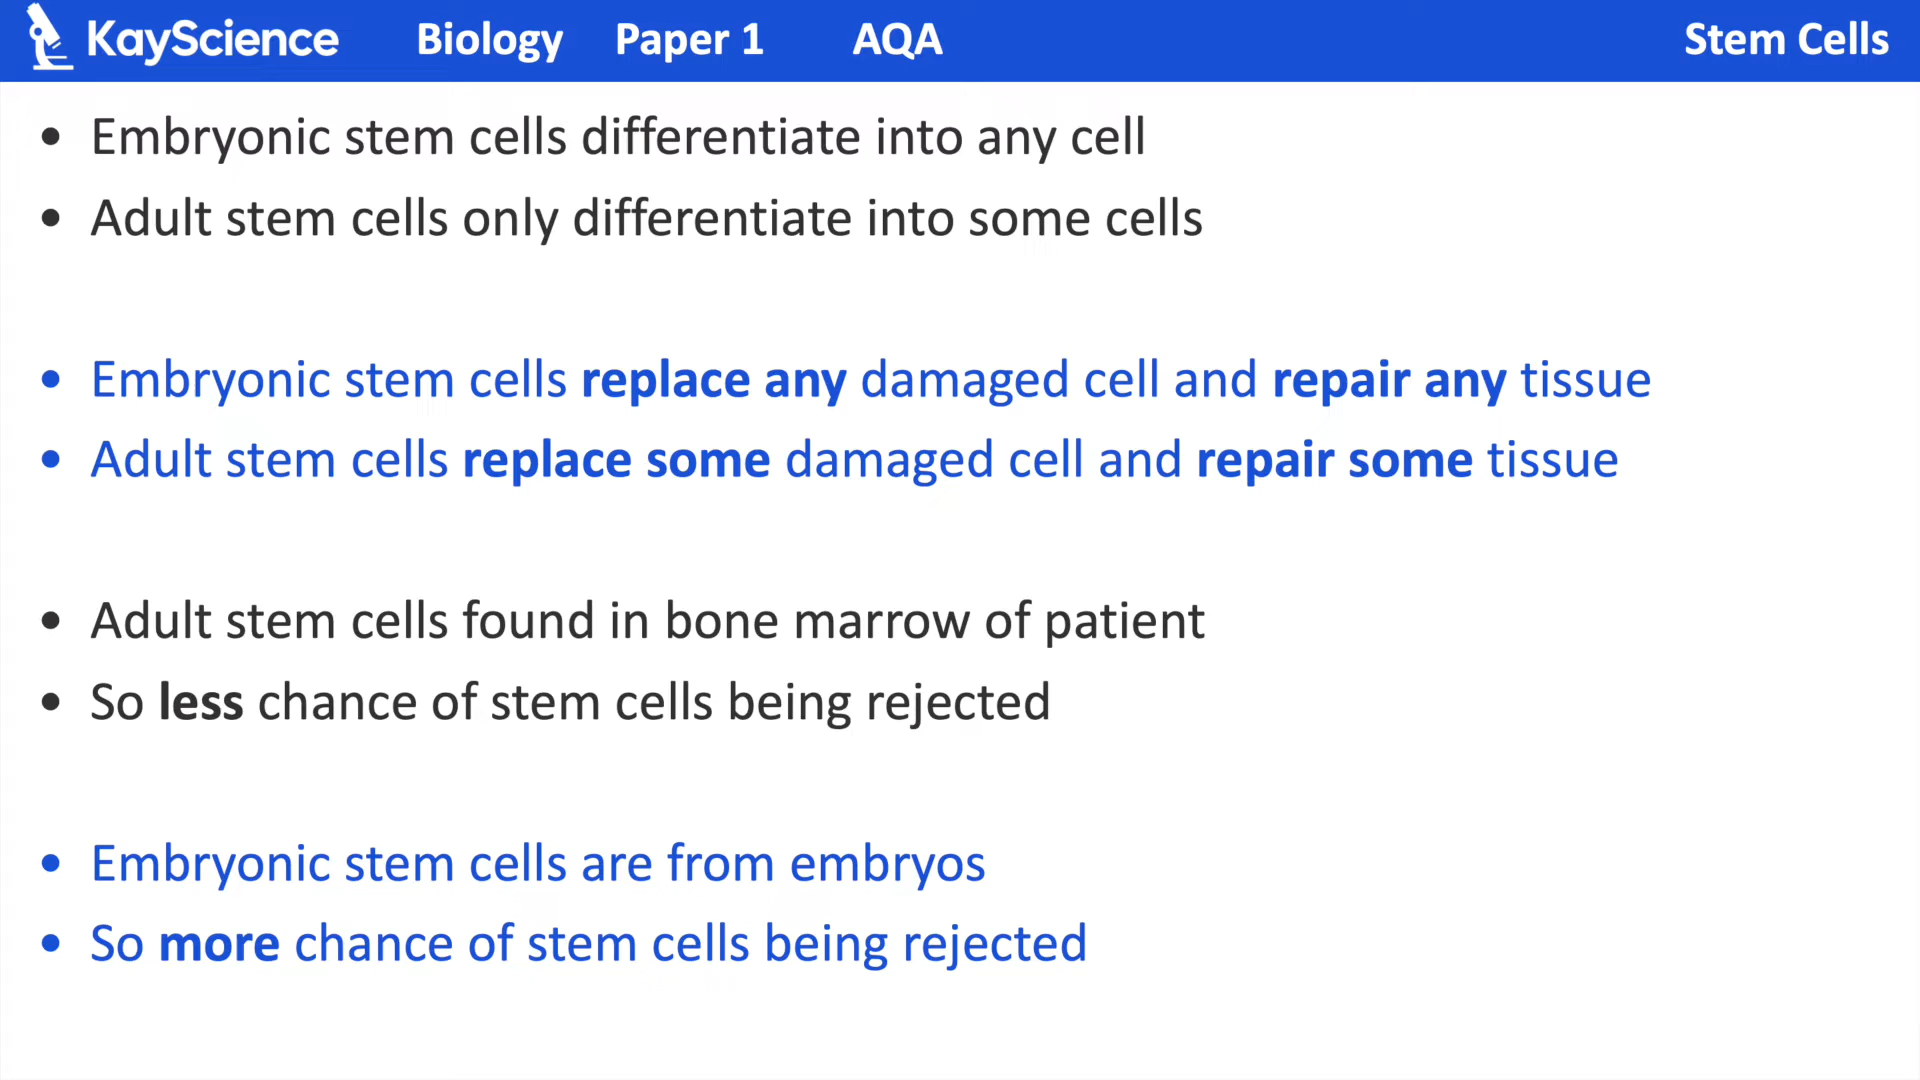 KayScience Biology Paper 1 AQA Stem Cells
• Embryonic stem cells differentiate into any cell
• Adult stem cells only differentiate into some cells
• Embryonic stem cells replace any damaged cell and repair any tissue
• Adult stem cells replace some damaged cell and repair some tissue
• Adult stem cells found in bone marrow of patient
• So less chance of stem cells being rejected
• Embryonic stem cells are from embryos
• So more chance of stem cells being rejected